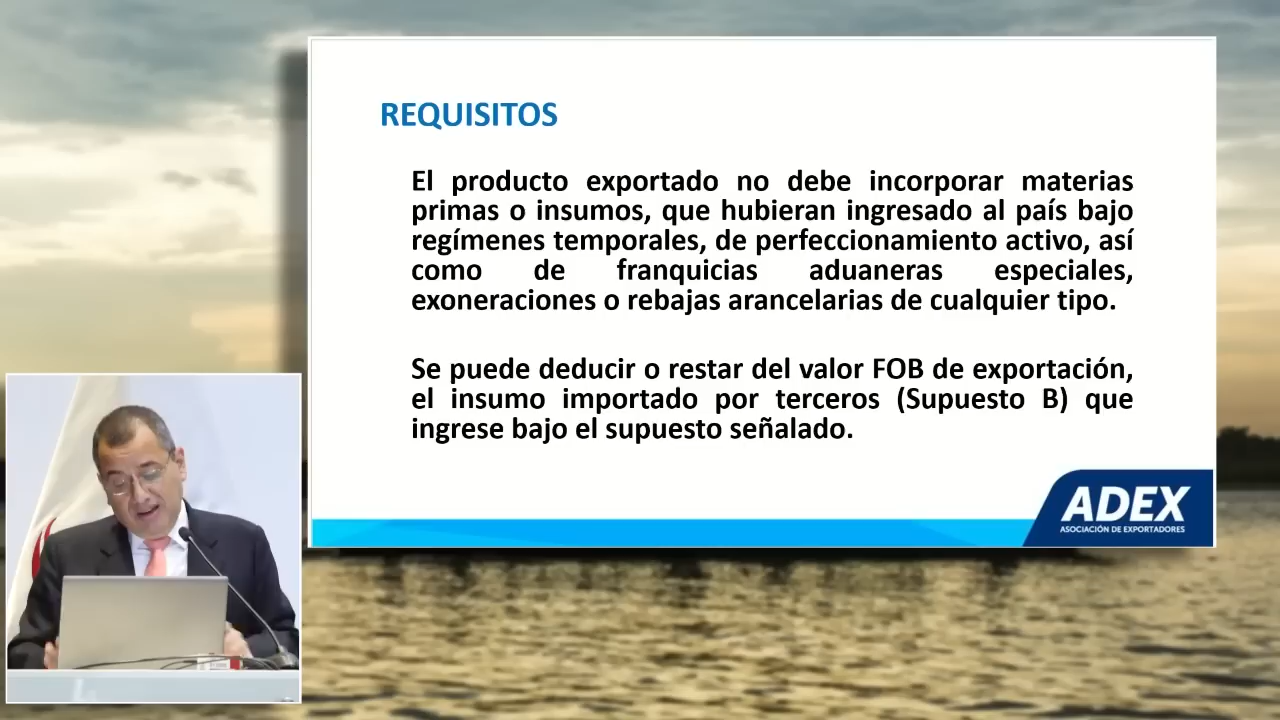 REQUISITOS
El producto exportado no debe incorporar materias
primas o insumos, que hubieran ingresado al país bajo
regímenes temporales, de perfeccionamiento activo, así
como de franquicias aduaneras especiales,
exoneraciones o rebajas arancelarias de cualquier tipo.
Se puede deducir o restar del valor FOB de exportación,
el insumo importado por terceros (Supuesto B) que
ingrese bajo el supuesto señalado.
ADEX
ASOCIACIÓN DE EXPORTADORES